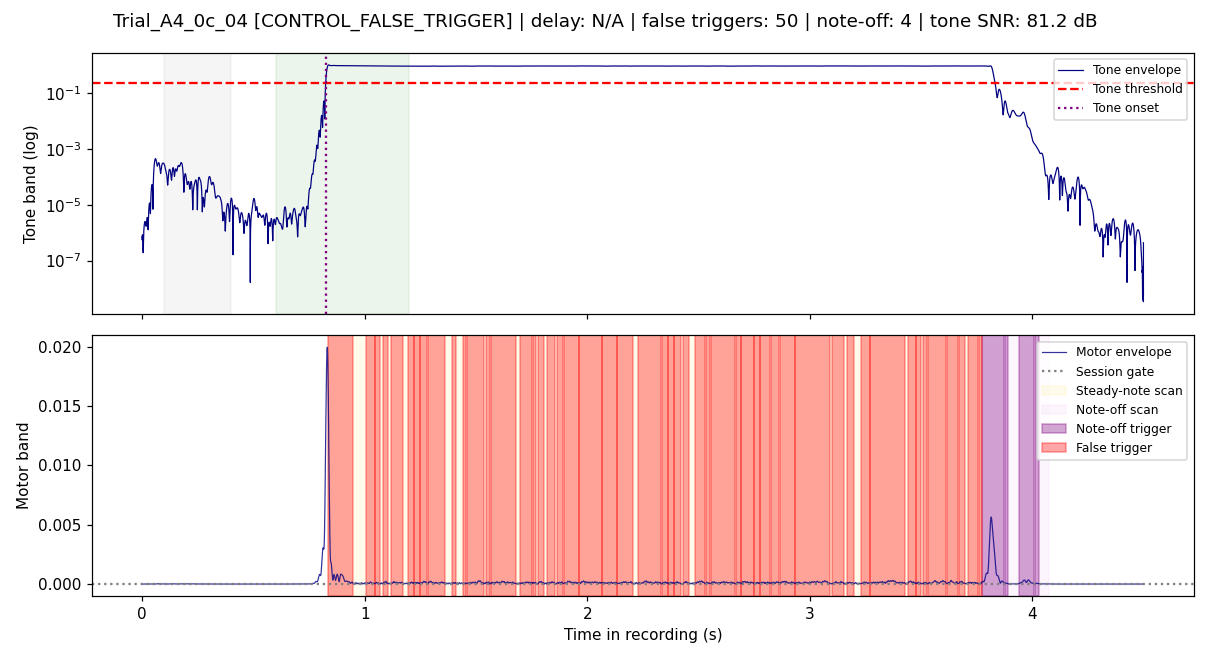 Trial_A4_0c_04 [CONTROL_FALSE_TRIGGER] | delay: N/A | false triggers: 50 | note-off: 4 | tone SNR: 81.2 dB
Tone band (log)
10⁻¹
10⁻³
10⁻⁵
10⁻⁷
Tone envelope
Tone threshold
Tone onset
Motor band
0.020
0.015
0.010
0.005
0.000
Motor envelope
Session gate
Steady-note scan
Note-off scan
Note-off trigger
False trigger
0 1 2 3 4
Time in recording (s)